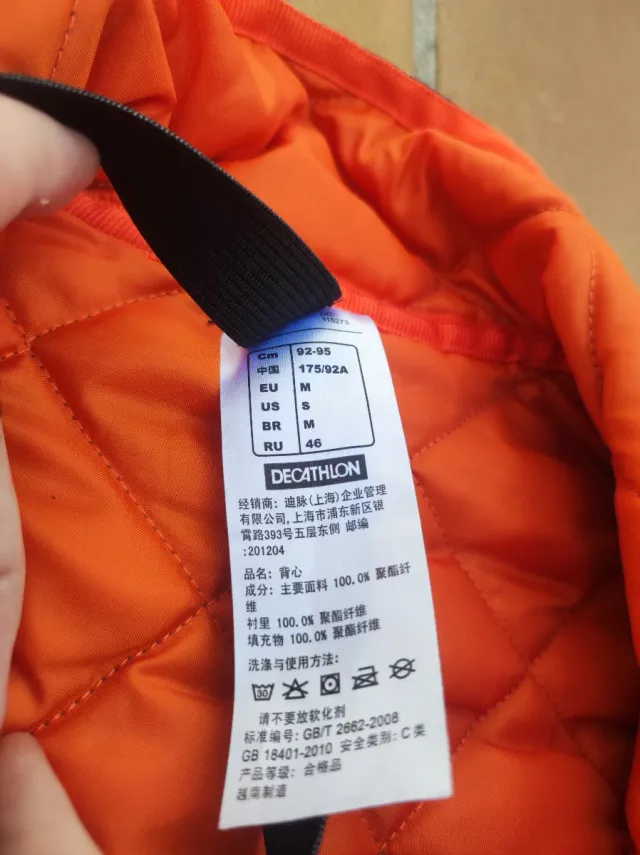 115273
Cm 92-95
中国 175/92A
EU M
US S
BR M
RU 46
DECATHLON
经销商: 迪脉(上海)企业管理
有限公司,上海市浦东新区银
霄路393号五层东侧 邮编
:201204
品名: 背心
成分: 主要面料 100.0% 聚酯纤
维
衬里 100.0% 聚酯纤维
填充物 100.0% 聚酯纤维
洗涤与使用方法:
30
请不要放软化剂
标准编号: GB/T 2662-2008
GB 18401-2010 安全类别: C 类
产品等级: 合格品
越南制造